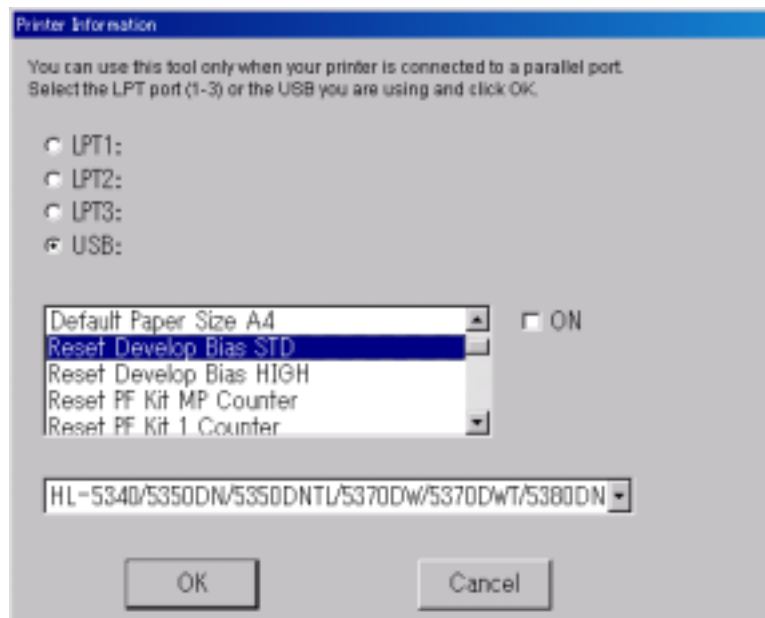 Printer Information
You can use this tool only when your printer is connected to a parallel port.
Select the LPT port (1-3) or the USB you are using and click OK.
LPT1:
LPT2:
LPT3:
USB:
Default Paper Size A4
ON
Reset Develop Bias STD
Reset Develop Bias HIGH
Reset PF Kit MP Counter
Reset PF Kit 1 Counter
HL-5340/5350DN/5350DNTL/5370DW/5370DWT/5380DN
OK
Cancel